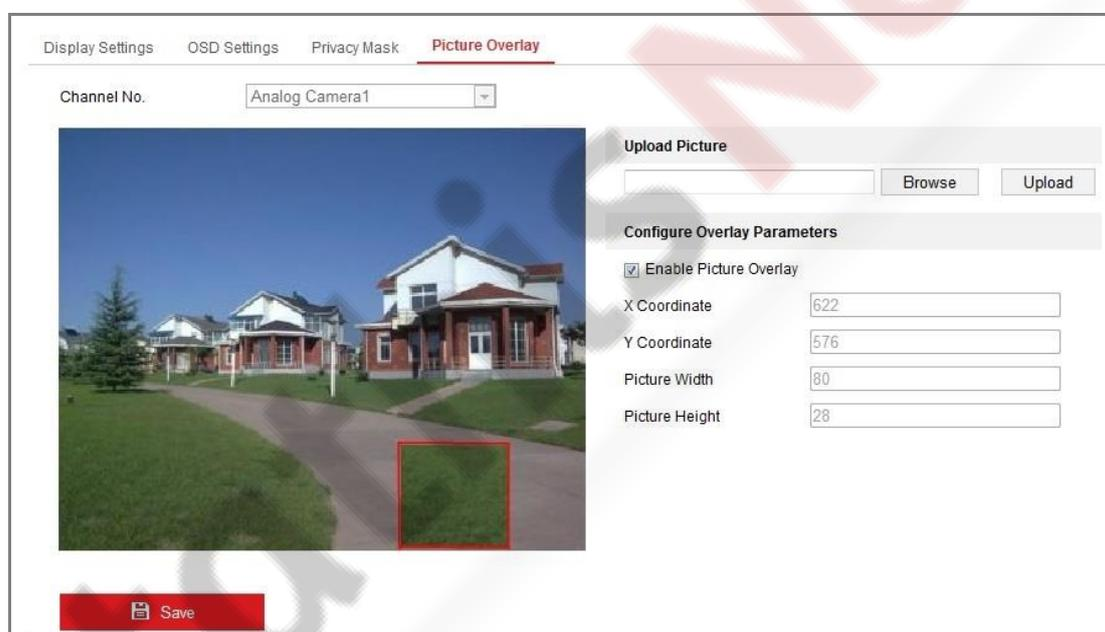 Display Settings OSD Settings Privacy Mask Picture Overlay
Channel No. Analog Camera1
Upload Picture
Browse Upload
Configure Overlay Parameters
Enable Picture Overlay
X Coordinate 622
Y Coordinate 576
Picture Width 80
Picture Height 28
Save